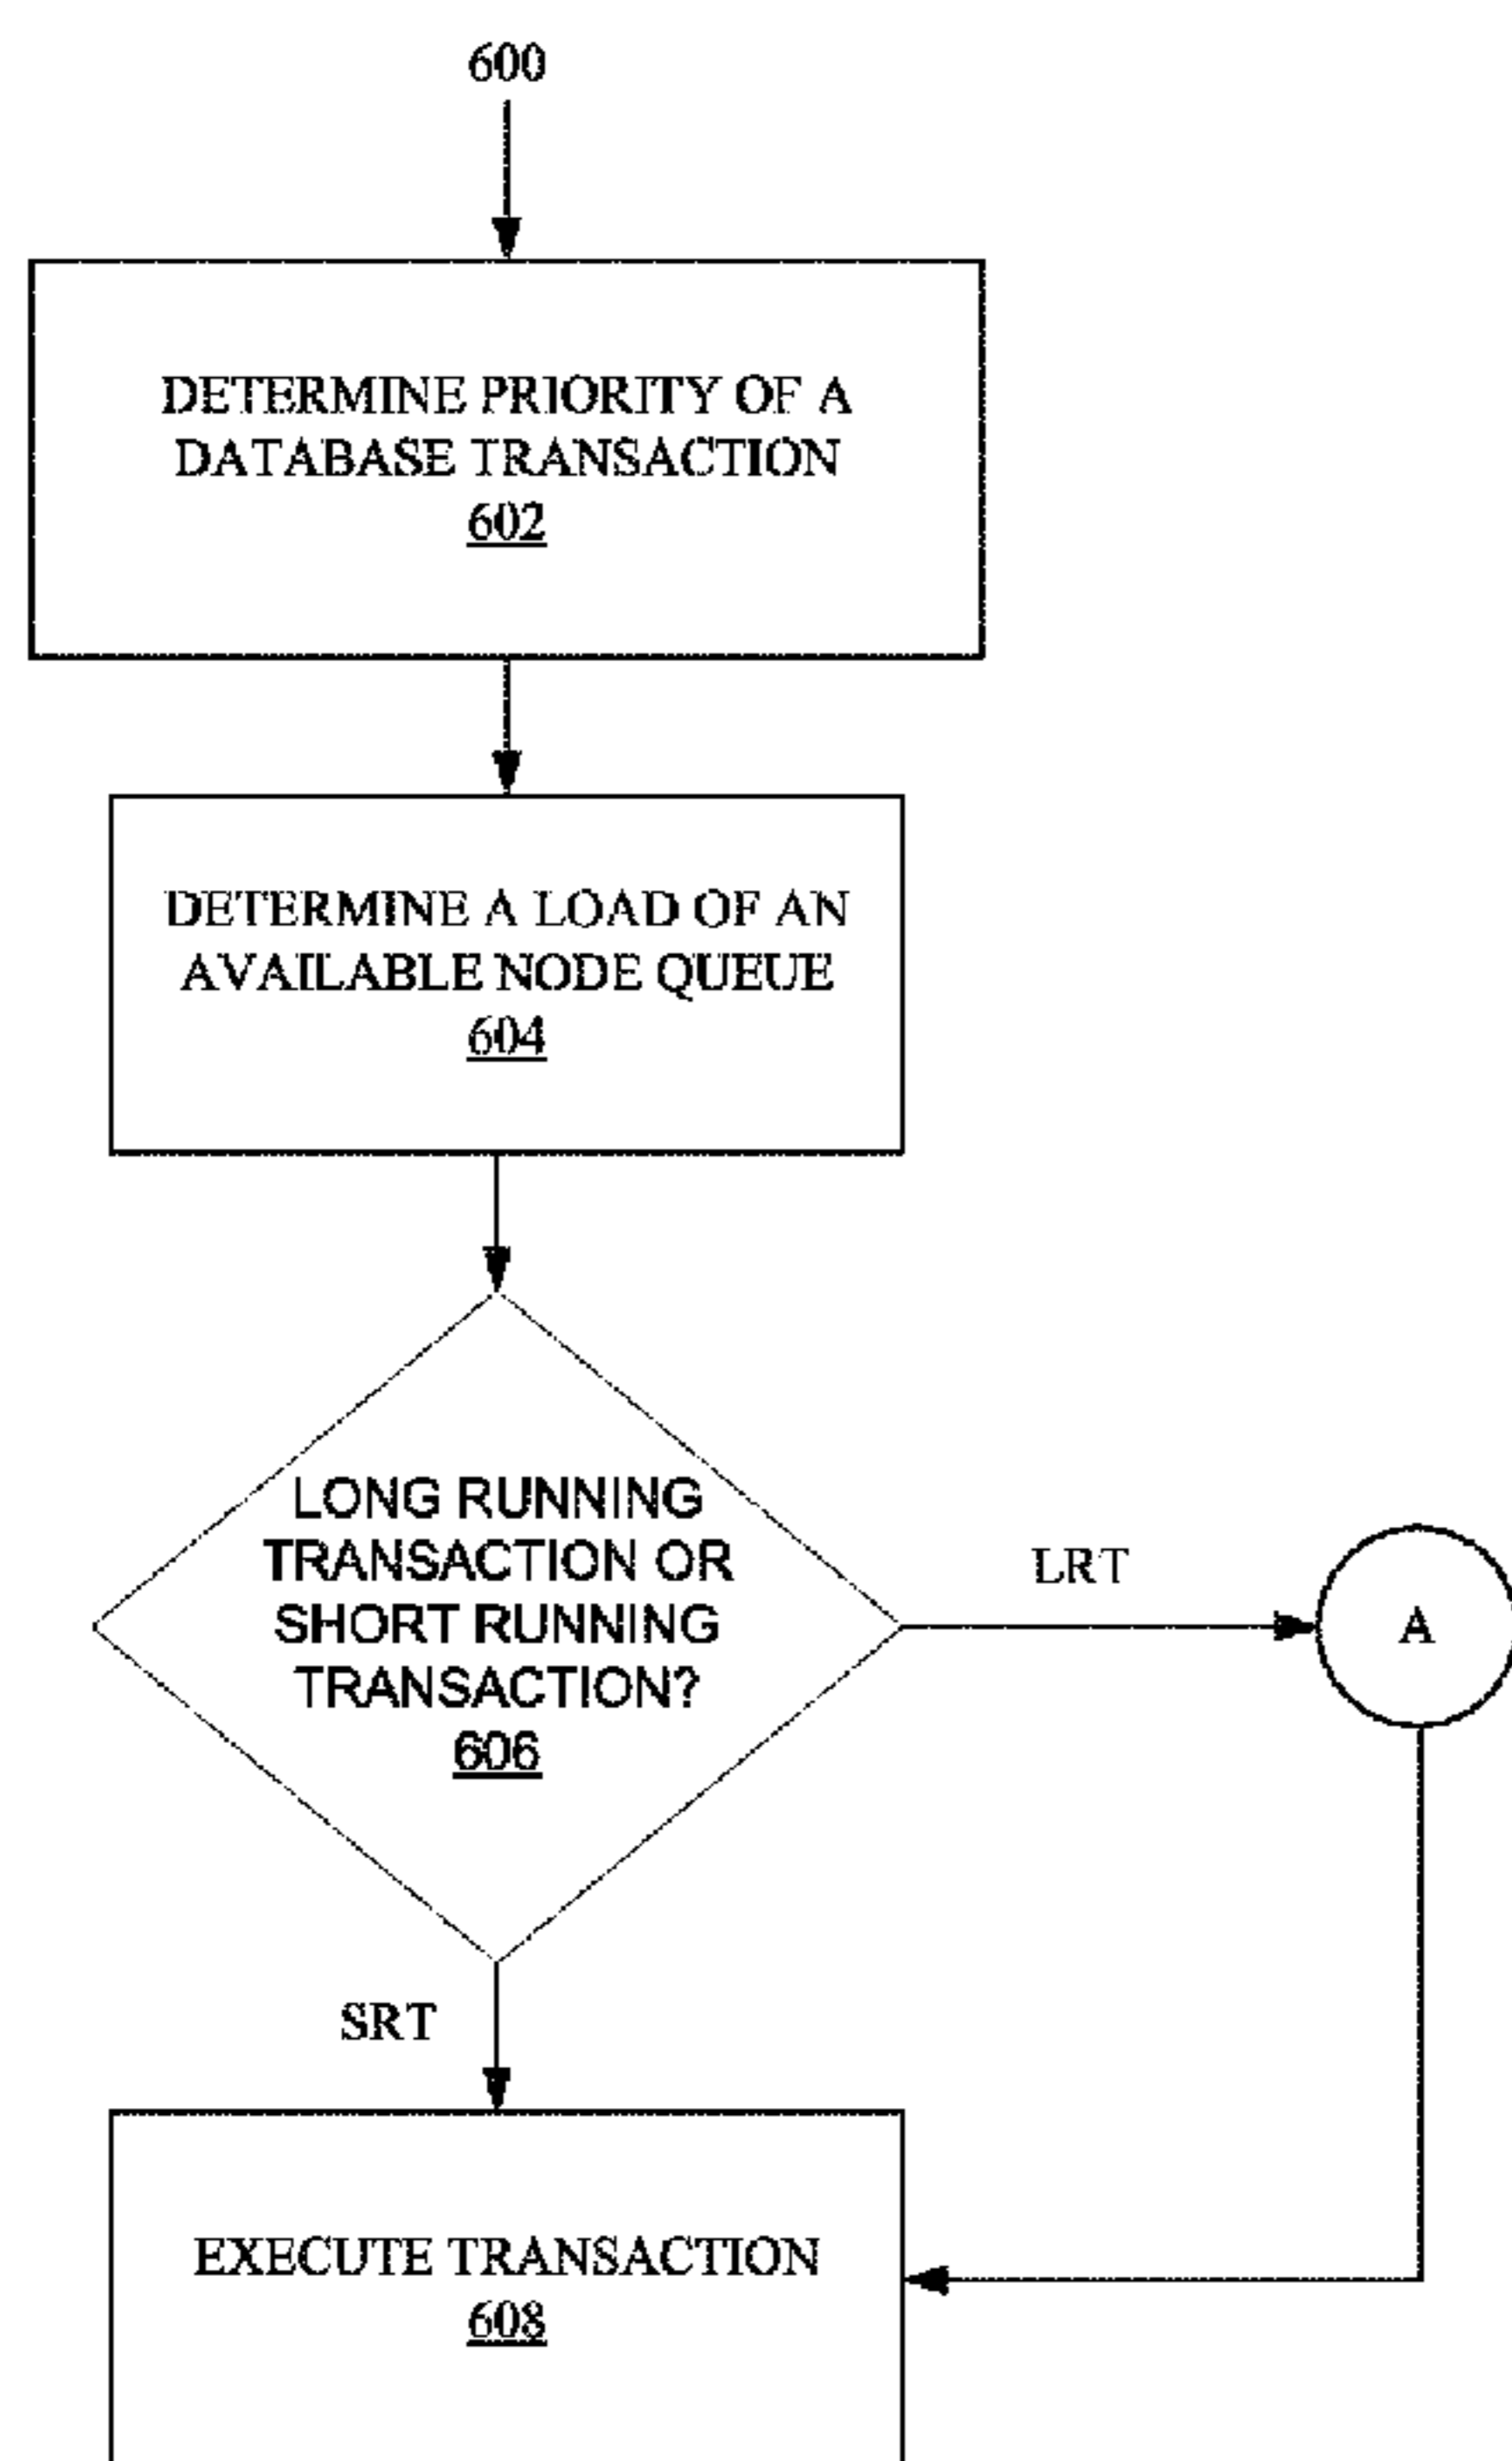 600
DETERMINE PRIORITY OF A
DATABASE TRANSACTION
602
DETERMINE A LOAD OF AN
AVAILABLE NODE QUEUE
604
LONG RUNNING
TRANSACTION OR
SHORT RUNNING
TRANSACTION?
606
LRT
A
SRT
EXECUTE TRANSACTION
608